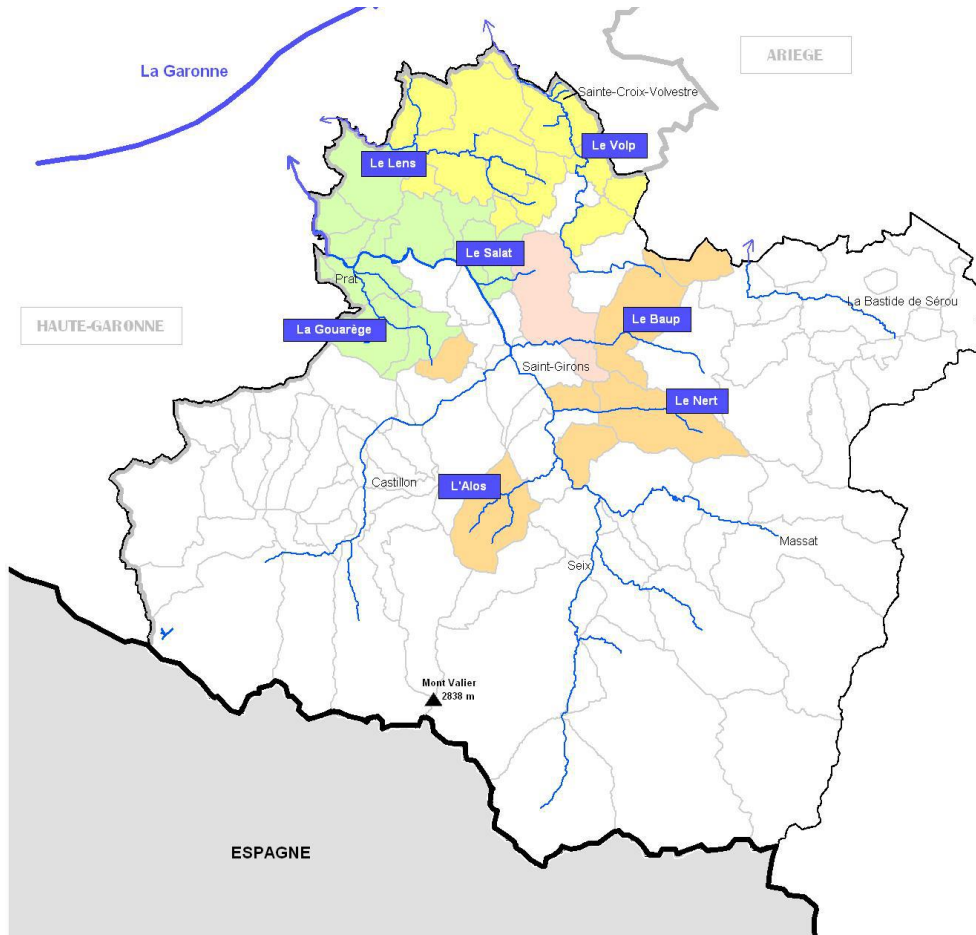 La Garonne
ARIEGE
Sainte-Croix-Volvestre
Le Volp
Le Lens
Le Salat
Prat
La Bastide de Sérou
HAUTE-GARONNE
La Gouarège
Le Baup
Saint-Girons
Le Nert
Castillon
L'Alos
Massat
Seix
Mont Valier
2838 m
ESPAGNE